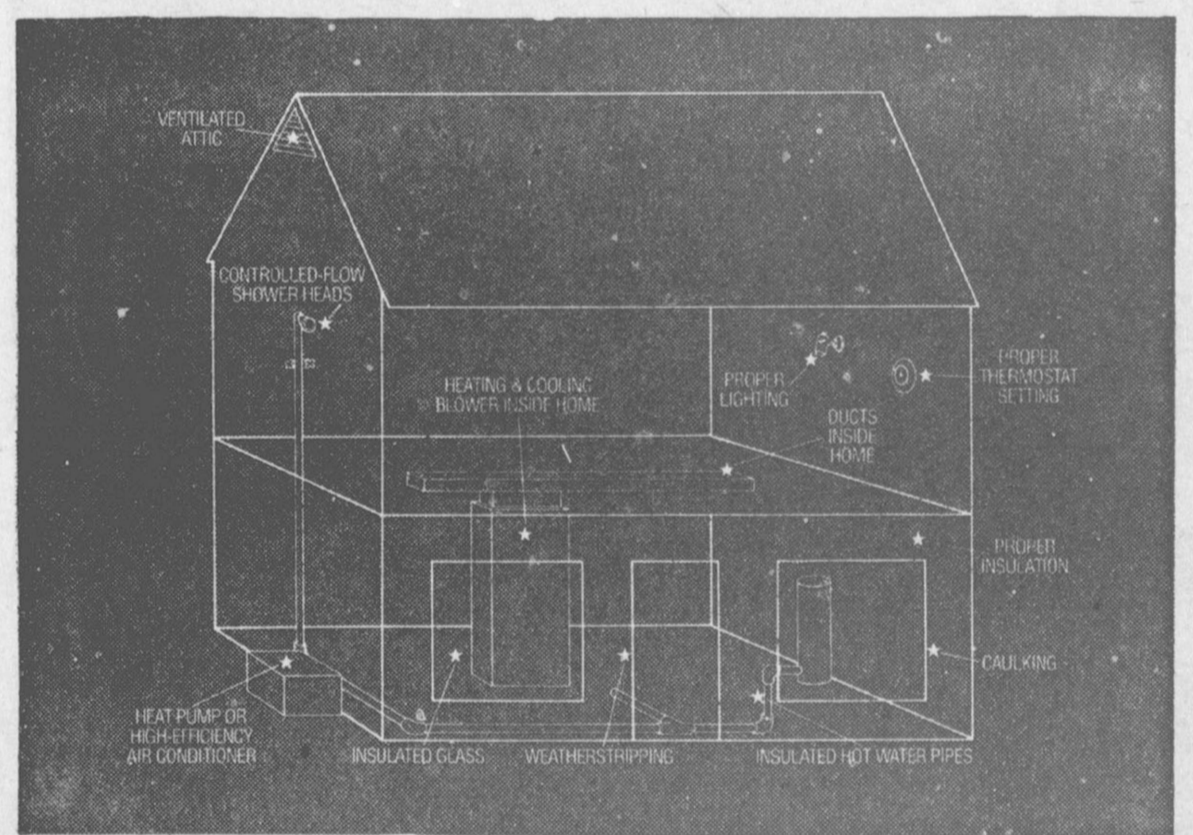 VENTILATED
ATTIC
CONTROLLED-FLOW
SHOWER HEADS
HEATING & COOLING
BLOWER INSIDE HOME
PROPER
LIGHTING
PROPER
THERMOSTAT
SETTING
DUCTS
INSIDE
HOME
PROPER
INSULATION
CAULKING
HEAT PUMP OR
HIGH-EFFICIENCY
AIR CONDITIONER
INSULATED GLASS
WEATHERSTRIPPING
INSULATED HOT WATER PIPES